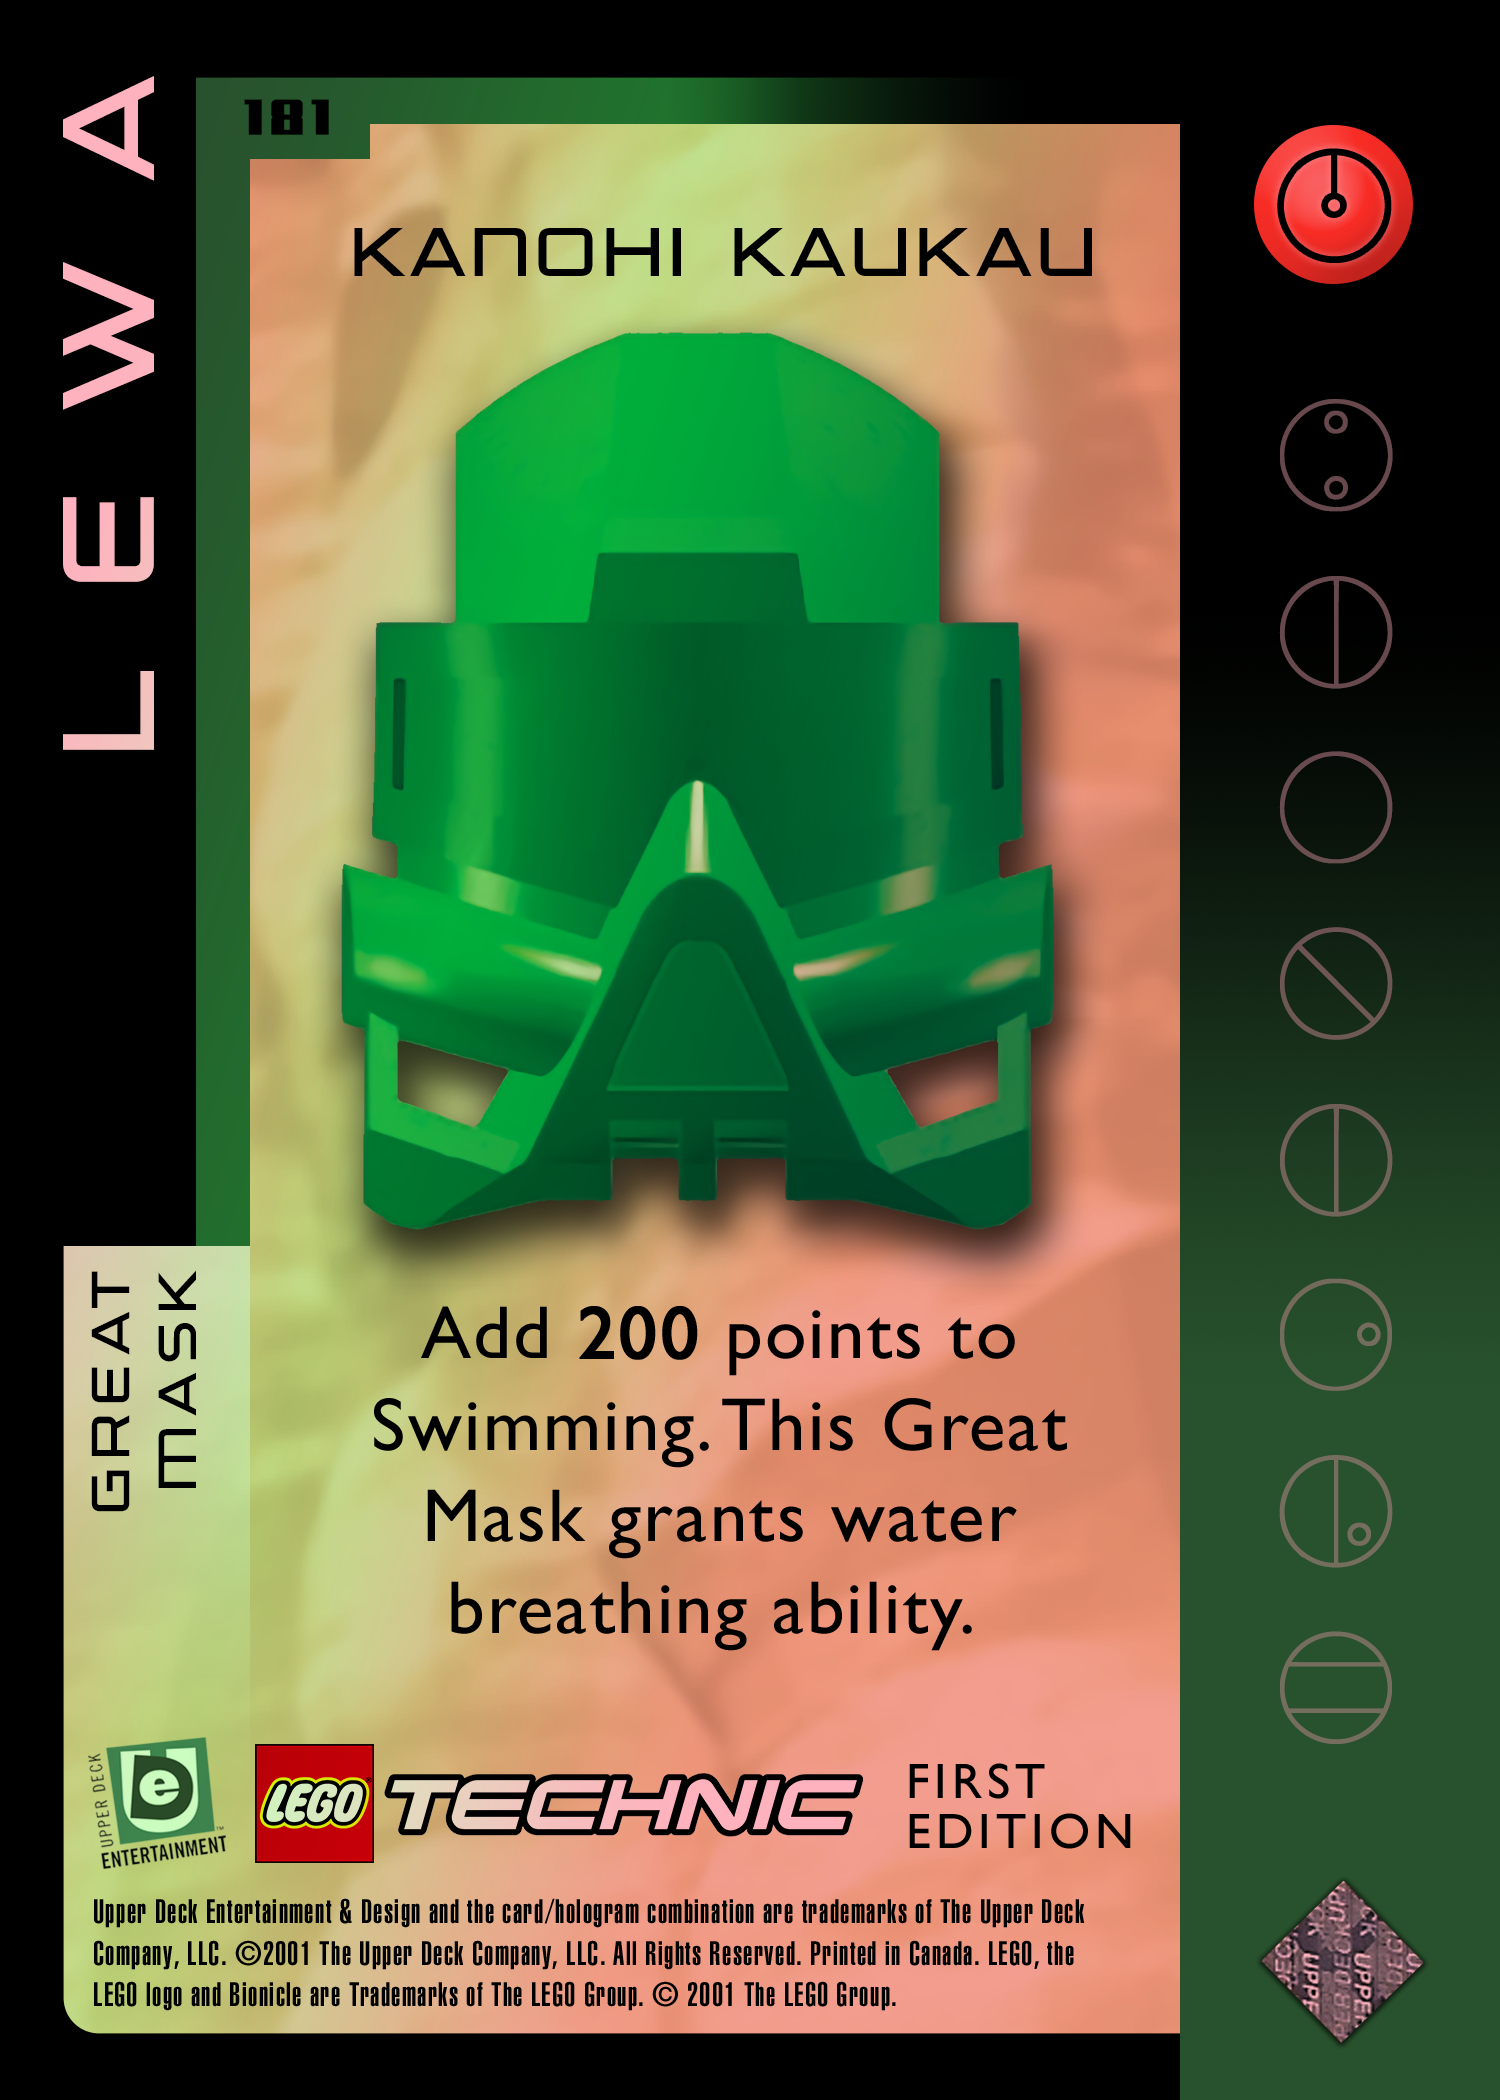 LEWA
181
KANOHI KAUKAU
Add 200 points to
Swimming. This Great
Mask grants water
breathing ability.
GREAT
MASK
UPPER DECK
e
ENTERTAINMENT™
LEGO TECHNIC
FIRST
EDITION
Upper Deck Entertainment & Design and the card/hologram combination are trademarks of The Upper Deck
Company, LLC. ©2001 The Upper Deck Company, LLC. All Rights Reserved. Printed in Canada. LEGO, the
LEGO logo and Bionicle are Trademarks of The LEGO Group. © 2001 The LEGO Group.